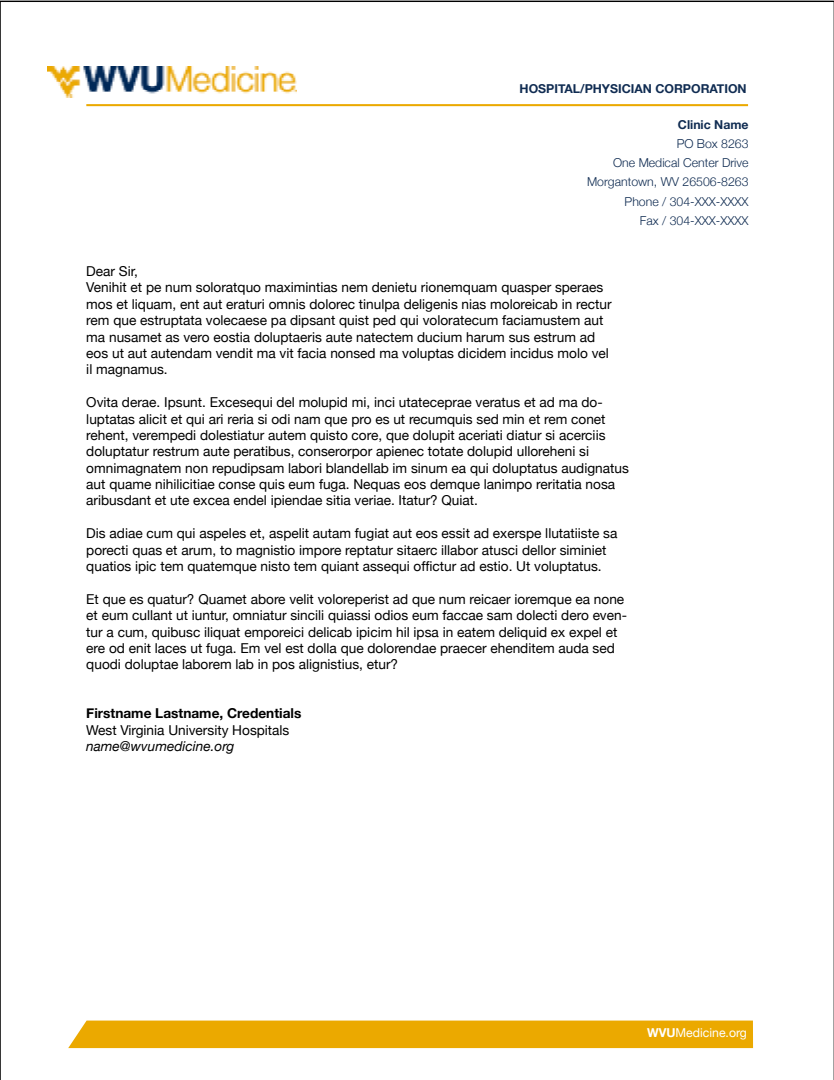 WVUMedicine
HOSPITAL/PHYSICIAN CORPORATION
Clinic Name
PO Box 8263
One Medical Center Drive
Morgantown, WV 26506-8263
Phone / 304-XXX-XXXX
Fax / 304-XXX-XXXX
Dear Sir,
Venihit et pe num soloratquo maximintias nem denietu rionemquam quasper speraes
mos et liquam, ent aut eraturi omnis dolorec tinulpa deligenis nias moloreicab in rectur
rem que estruptata volecaese pa dipsant quist ped qui voloratecum faciamustem aut
ma nusamet as vero eostia doluptaeris aute natectem ducium harum sus estrum ad
eos ut aut autendam vendit ma vit facia nonsed ma voluptas dicidem incidus molo vel
il magnamus.
Ovita derae. Ipsunt. Excesequi del molupid mi, inci utateceprae veratus et ad ma do-
luptatas alicit et qui ari reria si odi nam que pro es ut recumquis sed min et rem conet
rehent, verempedi dolestiatur autem quisto core, que dolupit aceriati diatur si acerciis
doluptatur restrum aute peratibus, conserorpor apienec totate dolupid ulloreheni si
omnimagnatem non repudipsam labori blandellab im sinum ea qui doluptatus audignatus
aut quame nihilicitiae conse quis eum fuga. Nequas eos demque lanimpo reritatia nosa
aribusdant et ute excea endel ipiendae sitia veriae. Itatur? Quiat.
Dis adiae cum qui aspeles et, aspelit autam fugiat aut eos essit ad exerspe llutatiiste sa
porecti quas et arum, to magnistio impore reptatur sitaerc illabor atusci dellor siminiet
quatios ipic tem quatemque nisto tem quiant assequi offictur ad estio. Ut voluptatus.
Et que es quatur? Quamet abore velit voloreperist ad que num reicaer ioremque ea none
et eum cullant ut iuntur, omniatur sincili quiassi odios eum faccae sam dolecti dero even-
tur a cum, quibusc iliquat emporeici delicab ipicim hil ipsa in eatem deliquid ex expel et
ere od enit laces ut fuga. Em vel est dolla que dolorendae praecer ehenditem auda sed
quodi doluptae laborem lab in pos alignistius, etur?
Firstname Lastname, Credentials
West Virginia University Hospitals
name@wvumedicine.org
WVUMedicine.org